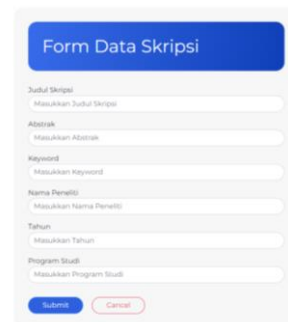 Form Data Skripsi
Judul Skripsi
Masukkan Judul Skripsi
Abstrak
Masukkan Abstrak
Keyword
Masukkan Keyword
Nama Peneliti
Masukkan Nama Peneliti
Tahun
Masukkan Tahun
Program Studi
Masukkan Program Studi
Submit Cancel